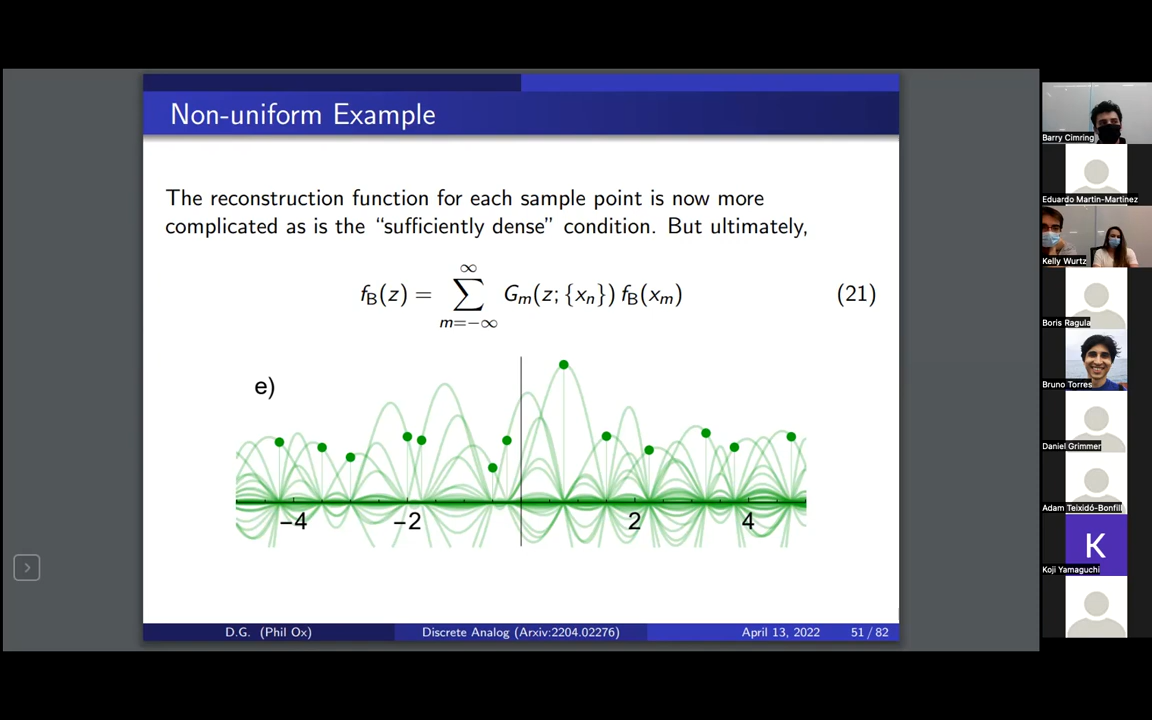 Non-uniform Example
The reconstruction function for each sample point is now more
complicated as is the “sufficiently dense” condition. But ultimately,
f_B(z) = ∑_{m=−∞}^{∞} G_m(z; {x_n}) f_B(x_m) (21)
e)
−4 −2 2 4
D.G. (Phil Ox) Discrete Analog (Arxiv:2204.02276) April 13, 2022 51 / 82
Barry Cimring
Eduardo Martin-Martinez
Kelly Wurtz
Boris Ragula
Bruno Torres
Daniel Grimmer
Adam Teixidó-Bonfill
K
Koji Yamaguchi